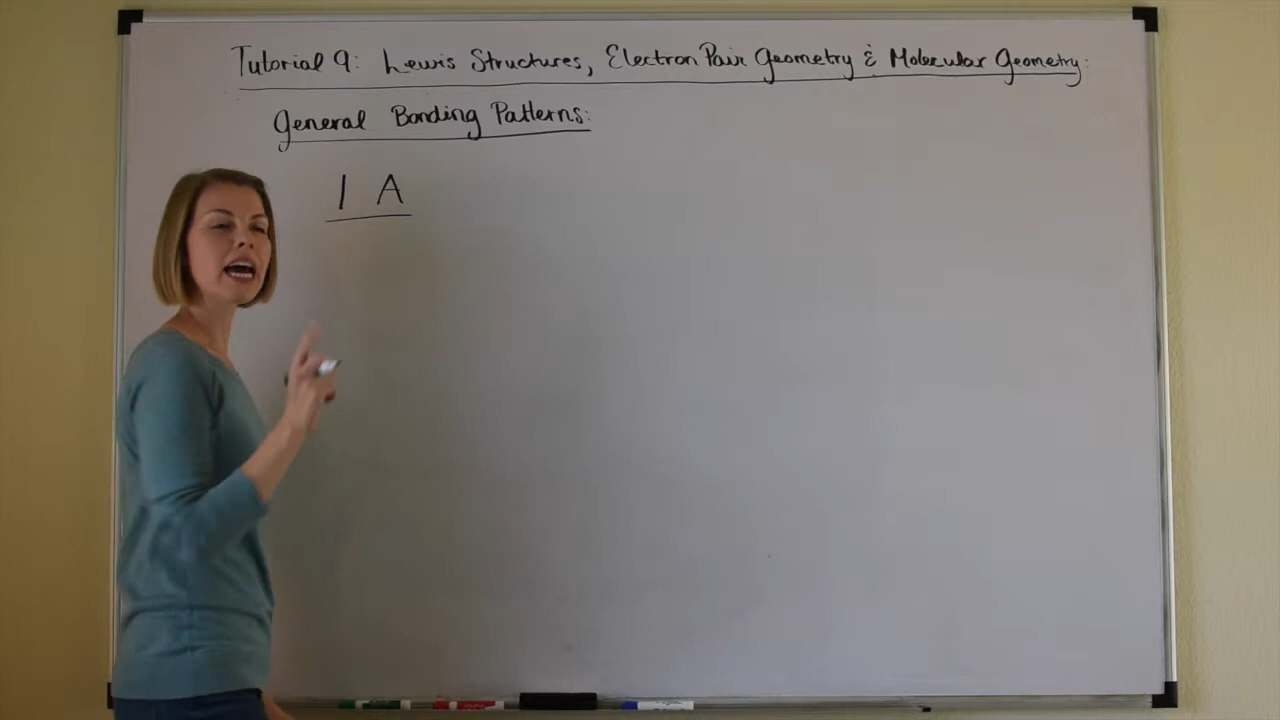 Tutorial 9: Lewis Structures, Electron Pair Geometry & Molecular Geometry:
General Bonding Patterns:
1 A